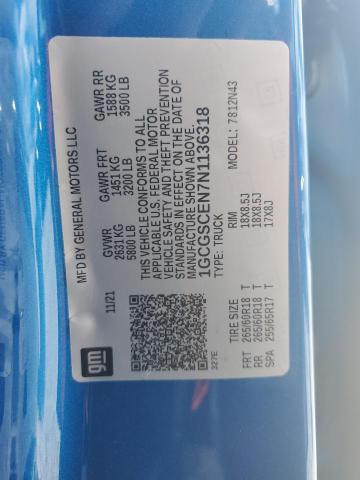 MFD BY GENERAL MOTORS LLC
11/21
GVWR GAWR FRT GAWR RR
2631 KG 1451 KG 1588 KG
5800 LB 3200 LB 3500 LB
THIS VEHICLE CONFORMS TO ALL
APPLICABLE U.S. FEDERAL MOTOR
VEHICLE SAFETY AND BUMPER
STANDARDS IN EFFECT ON THE DATE OF
MANUFACTURE SHOWN ABOVE.
1GCGSCEN7N1136318
TYPE: TRUCK MODEL: 7812N43
gm
327E
TIRE SIZE RIM
FRT 265/60R18 T 18X8.5J
RR 265/60R18 T 18X8.5J
SPA 255/65R17 T 17X8J